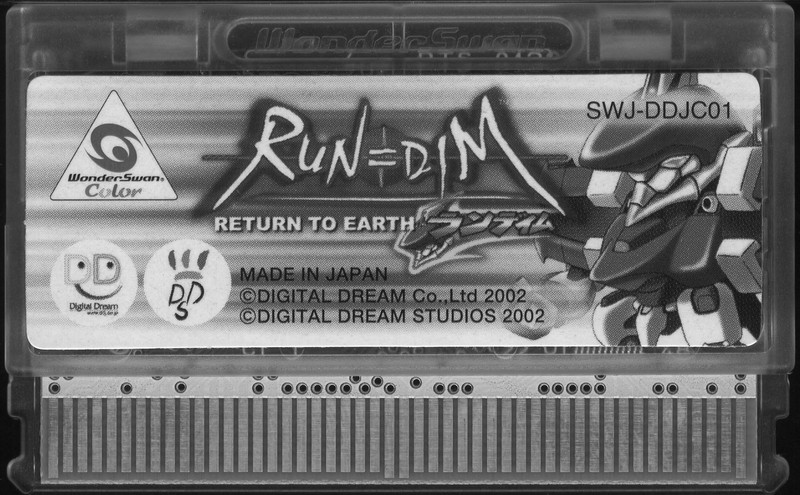 WonderSwan
SWJ-DDJC01
RUN=DIM
WonderSwan
Color
RETURN TO EARTH
ランディム
DD
Digital Dream
DDS
MADE IN JAPAN
©DIGITAL DREAM Co.,Ltd 2002
©DIGITAL DREAM STUDIOS 2002